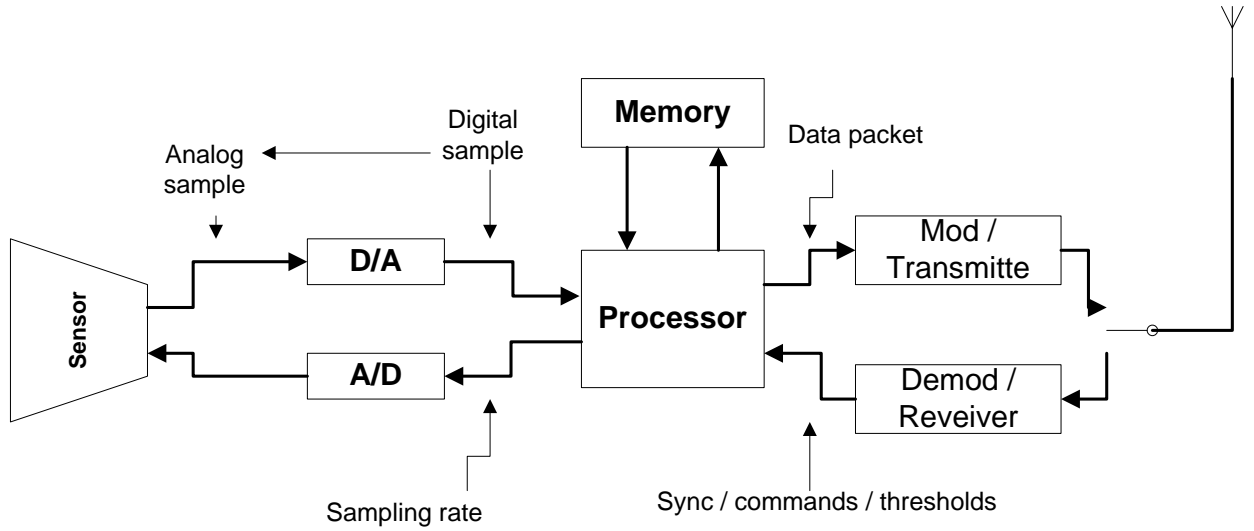 Memory
Digital
sample
Data packet
Analog
sample
Mod /
Transmitte
D/A
Sensor
Processor
A/D
Demod /
Reveiver
Sampling rate
Sync / commands / thresholds